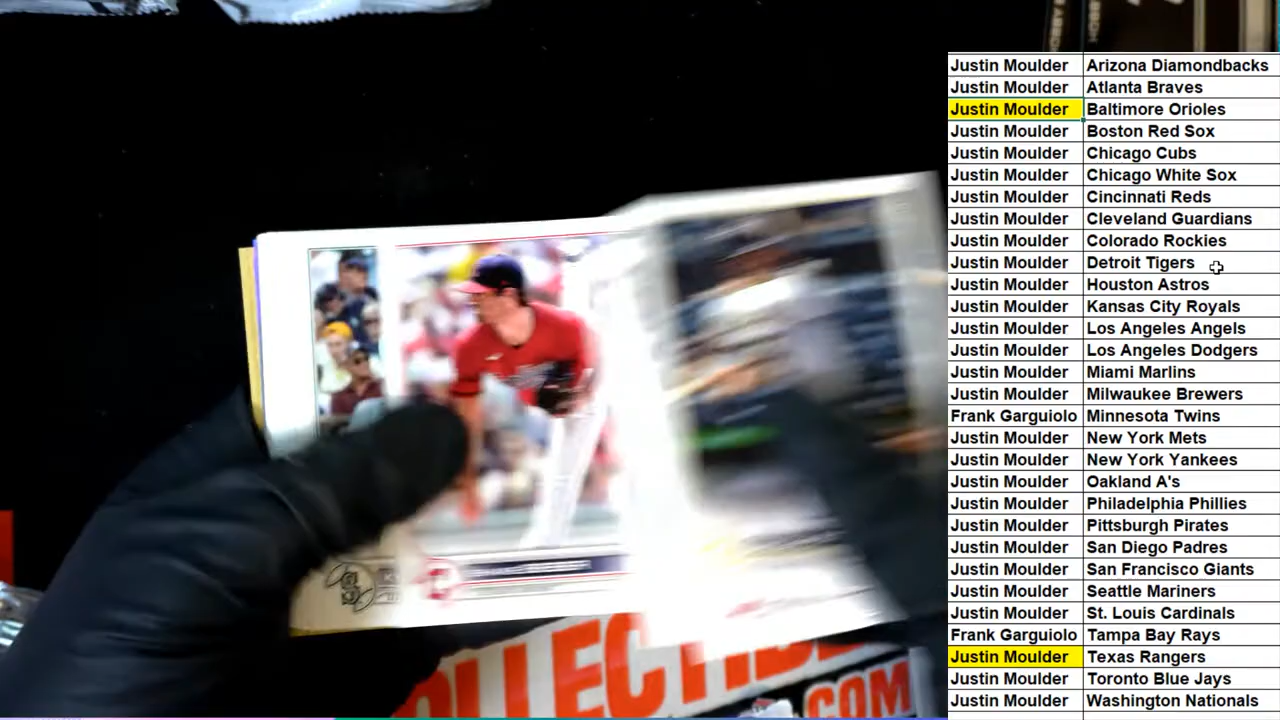 Justin Moulder Arizona Diamondbacks
Justin Moulder Atlanta Braves
Justin Moulder Baltimore Orioles
Justin Moulder Boston Red Sox
Justin Moulder Chicago Cubs
Justin Moulder Chicago White Sox
Justin Moulder Cincinnati Reds
Justin Moulder Cleveland Guardians
Justin Moulder Colorado Rockies
Justin Moulder Detroit Tigers
Justin Moulder Houston Astros
Justin Moulder Kansas City Royals
Justin Moulder Los Angeles Angels
Justin Moulder Los Angeles Dodgers
Justin Moulder Miami Marlins
Justin Moulder Milwaukee Brewers
Frank Garguiolo Minnesota Twins
Justin Moulder New York Mets
Justin Moulder New York Yankees
Justin Moulder Oakland A's
Justin Moulder Philadelphia Phillies
Justin Moulder Pittsburgh Pirates
Justin Moulder San Diego Padres
Justin Moulder San Francisco Giants
Justin Moulder Seattle Mariners
Justin Moulder St. Louis Cardinals
Frank Garguiolo Tampa Bay Rays
Justin Moulder Texas Rangers
Justin Moulder Toronto Blue Jays
Justin Moulder Washington Nationals
.COM